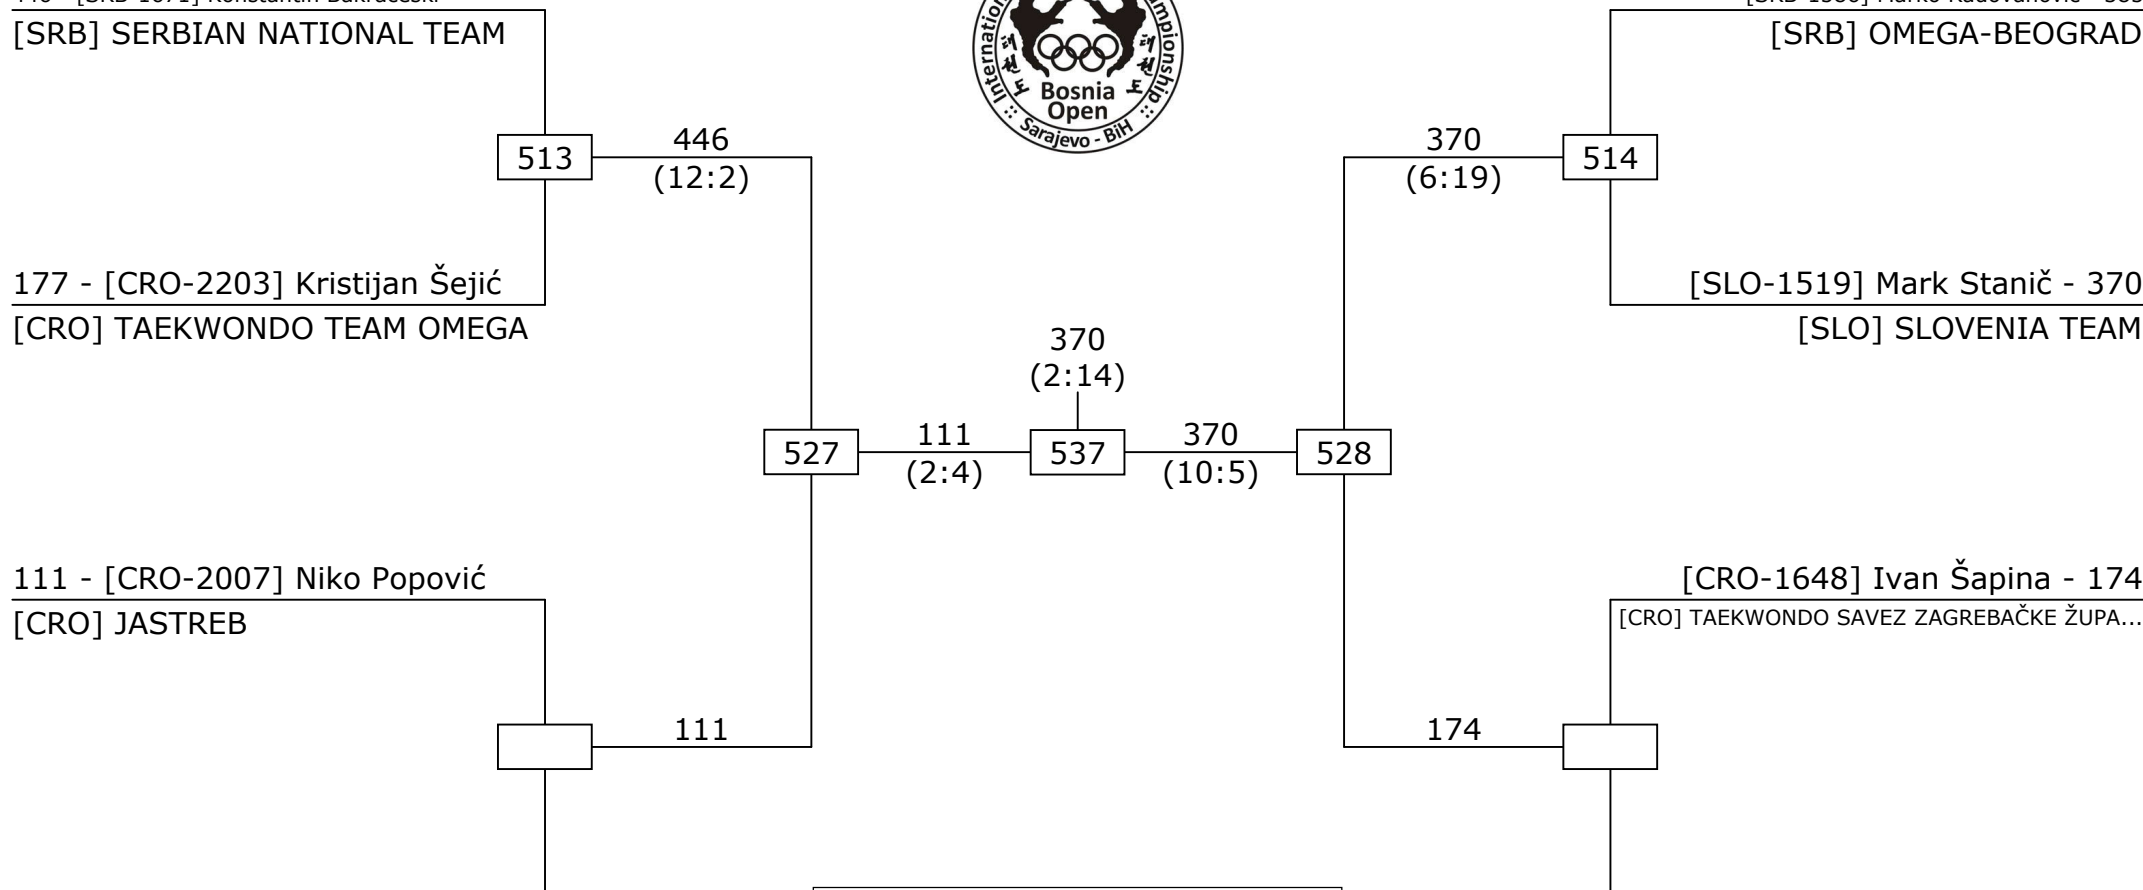 [SRB] SERBIAN NATIONAL TEAM
[SRB] OMEGA-BEOGRAD
Bosnia
Open
Sarajevo - BiH
513
446
(12:2)
370
(6:19)
514
177 - [CRO-2203] Kristijan Šejić
[CRO] TAEKWONDO TEAM OMEGA
[SLO-1519] Mark Stanič - 370
[SLO] SLOVENIA TEAM
370
(2:14)
527
111
(2:4)
537
370
(10:5)
528
111 - [CRO-2007] Niko Popović
[CRO] JASTREB
[CRO-1648] Ivan Šapina - 174
[CRO] TAEKWONDO SAVEZ ZAGREBAČKE ŽUPA...
111
174